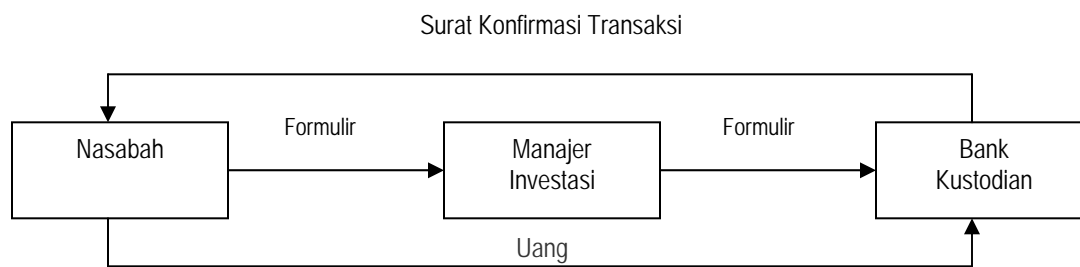 Surat Konfirmasi Transaksi
Formulir
Formulir
Nasabah
Manajer
Investasi
Bank
Kustodian
Uang